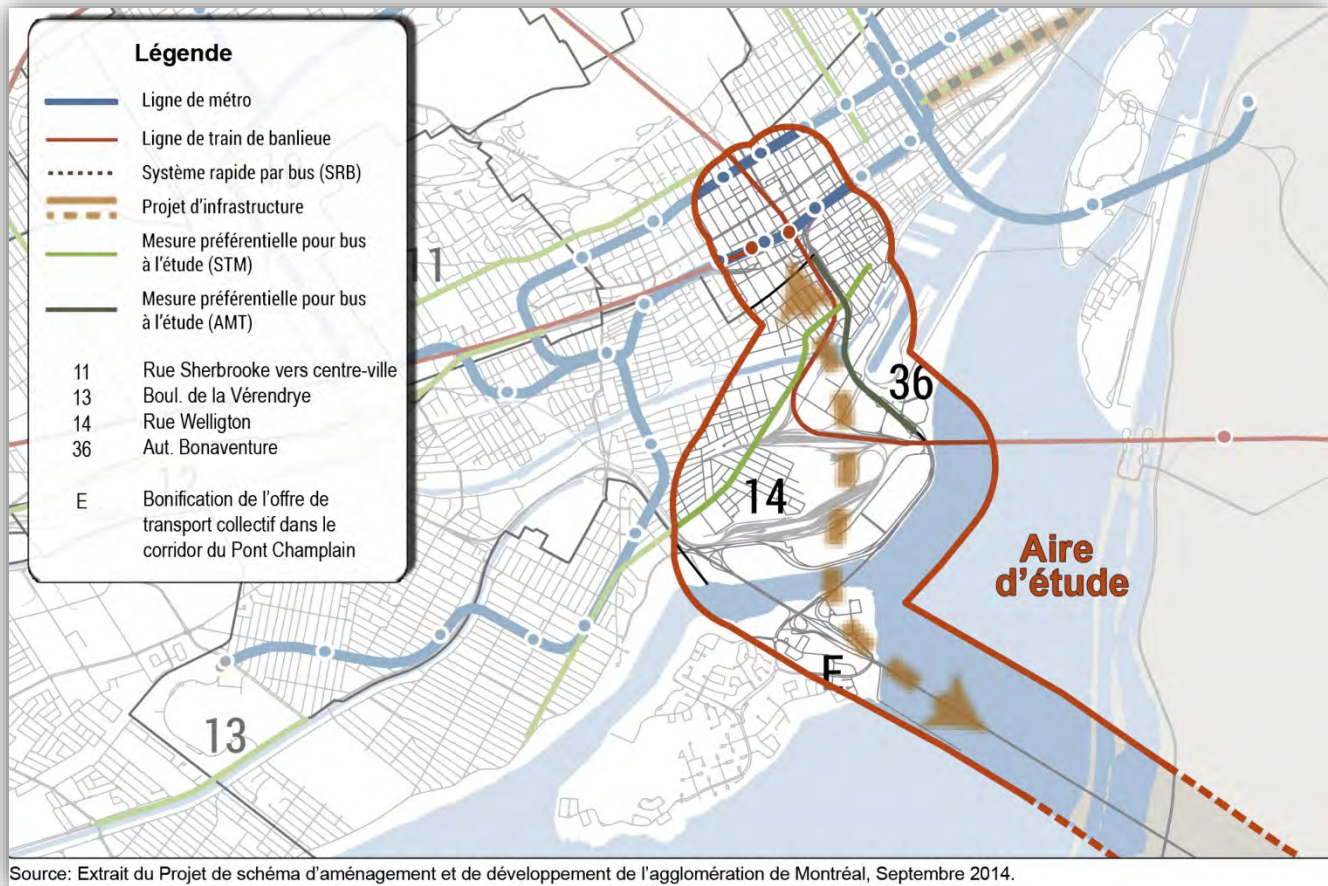 Légende
Ligne de métro
Ligne de train de banlieue
Système rapide par bus (SRB)
Projet d'infrastructure
Mesure préférentielle pour bus
à l'étude (STM)
Mesure préférentielle pour bus
à l'étude (AMT)
11 Rue Sherbrooke vers centre-ville
13 Boul. de la Vérendrye
14 Rue Welligton
36 Aut. Bonaventure
E Bonification de l'offre de
transport collectif dans le
corridor du Pont Champlain
11
36
14
Aire
d'étude
E
13
Source: Extrait du Projet de schéma d'aménagement et de développement de l'agglomération de Montréal, Septembre 2014.